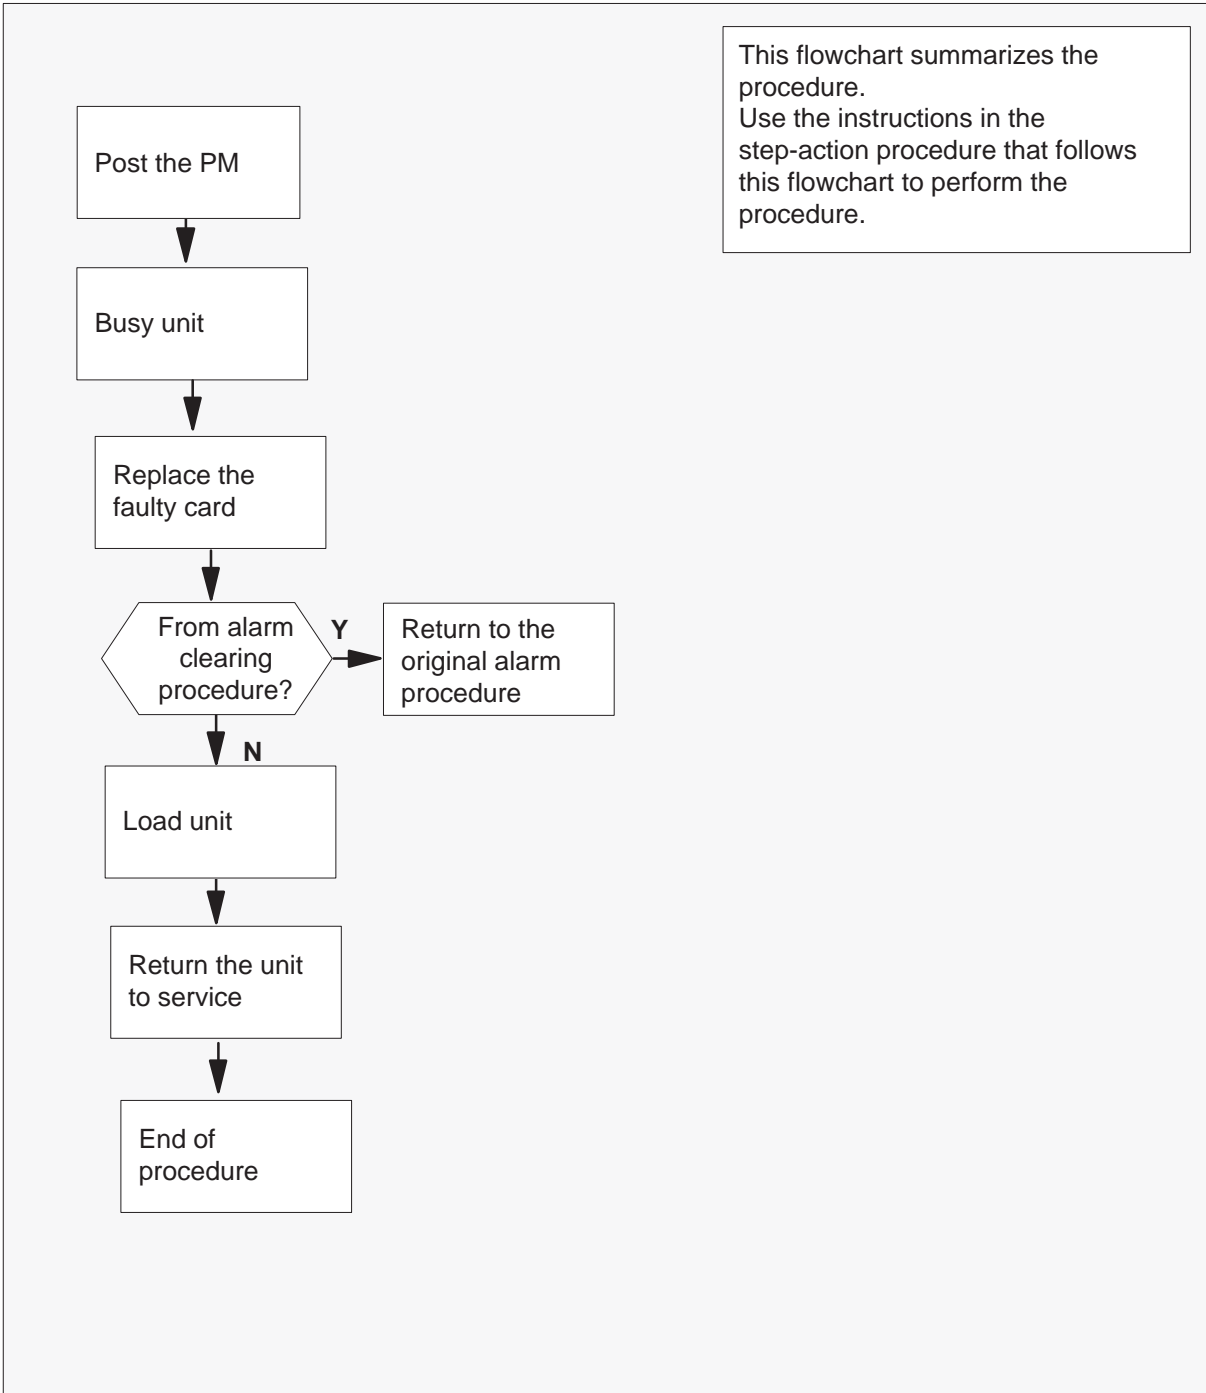 This flowchart summarizes the
procedure.
Use the instructions in the
step-action procedure that follows
this flowchart to perform the
procedure.
Post the PM
Busy unit
Replace the
faulty card
From alarm
clearing
procedure?
Y
Return to the
original alarm
procedure
N
Load unit
Return the unit
to service
End of
procedure